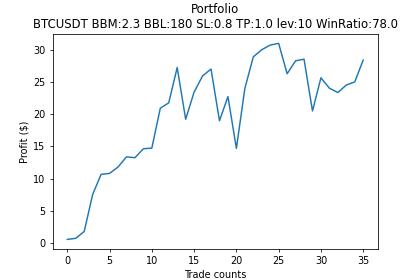 Portfolio
BTCUSDT BBM:2.3 BBL:180 SL:0.8 TP:1.0 lev:10 WinRatio:78.0
30
25
20
15
10
5
0
Profit ($)
0 5 10 15 20 25 30 35
Trade counts